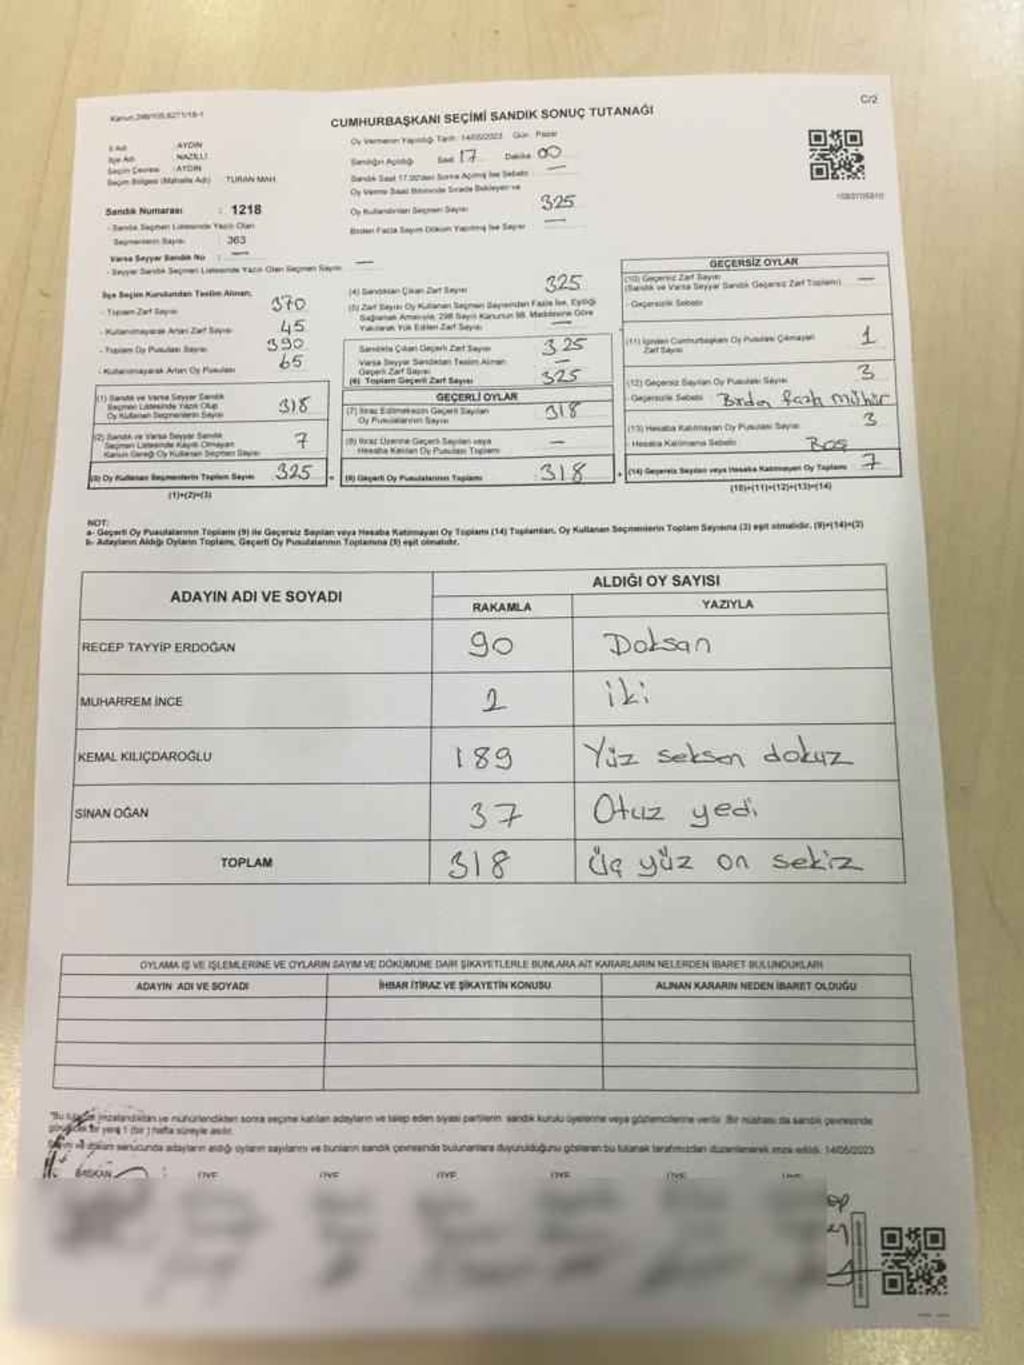 Kanun:298/105,6271/18-1
C/2
CUMHURBAŞKANI SEÇİMİ SANDIK SONUÇ TUTANAĞI
İl Adı : AYDIN
İlçe Adı : NAZİLLİ
Seçim Çevresi : AYDIN
Seçim Bölgesi (Mahalle Adı) : TURAN MAH.
Oy Vermenin Yapıldığı Tarih: 14/05/2023 Gün: Pazar
Sandığın Açıldığı Saat 17 Dakika 00
Sandık Saat 17.00'den Sonra Açılmış İse Sebebi —
Oy Verme Saati Bitiminde Sırada Bekleyen ve
Oy Kullandırılan Seçmen Sayısı 325
Birden Fazla Sayım Döküm Yapılmış İse Sayısı —
Sandık Numarası : 1218
- Sandık Seçmen Listesinde Yazılı Olan
Seçmenlerin Sayısı : 363
Varsa Seyyar Sandık No : —
- Seyyar Sandık Seçmen Listesinde Yazılı Olan Seçmen Sayısı —
İlçe Seçim Kurulundan Teslim Alınan;
- Toplam Zarf Sayısı 370
- Kullanılmayarak Artan Zarf Sayısı 45
- Toplam Oy Pusulası Sayısı 390
- Kullanılmayarak Artan Oy Pusulası 65
(1) Sandık ve Varsa Seyyar Sandık
Seçmen Listesinde Yazılı Olup
Oy Kullanan Seçmenlerin Sayısı 318
(2) Sandık ve Varsa Seyyar Sandık
Seçmen Listesinde Kayıtlı Olmayan
Kanun Gereği Oy Kullanan Seçmen Sayısı 7
(3) Oy Kullanan Seçmenlerin Toplam Sayısı 325
(1)+(2)=(3)
(4) Sandıktan Çıkan Zarf Sayısı 325
(5) Zarf Sayısı Oy Kullanan Seçmen Sayısından Fazla İse, Eşitliği
Sağlamak Amacıyla, 298 Sayılı Kanunun 98. Maddesine Göre
Yakılarak Yok Edilen Zarf Sayısı —
Sandıkta Çıkan Geçerli Zarf Sayısı 325
Varsa Seyyar Sandıktan Teslim Alınan
Geçerli Zarf Sayısı —
(6) Toplam Geçerli Zarf Sayısı 325
GEÇERLİ OYLAR
(7) İtiraz Edilmeksizin Geçerli Sayılan
Oy Pusulalarının Sayısı 318
(8) İtiraz Üzerine Geçerli Sayılan veya
Hesaba Katılan Oy Pusulası Toplamı —
(9) Geçerli Oy Pusulalarının Toplamı 318
GEÇERSİZ OYLAR
(10) Geçersiz Zarf Sayısı
(Sandık ve Varsa Seyyar Sandık Geçersiz Zarf Toplamı) —
- Geçersizlik Sebebi
(11) İçinden Cumhurbaşkanı Oy Pusulası Çıkmayan
Zarf Sayısı 1
(12) Geçersiz Sayılan Oy Pusulası Sayısı 3
- Geçersizlik Sebebi Birden fazla mühür
(13) Hesaba Katılmayan Oy Pusulası Sayısı 3
- Hesaba Katılmama Sebebi Boş
(14) Geçersiz Sayılan veya Hesaba Katılmayan Oy Toplamı 7
(10)+(11)+(12)+(13)=(14)
NOT:
a- Geçerli Oy Pusulalarının Toplamı (9) ile Geçersiz Sayılan veya Hesaba Katılmayan Oy Toplamı (14) Toplamları, Oy Kullanan Seçmenlerin Toplam Sayısına (3) eşit olmalıdır. (9)+(14)=(3)
b- Adayların Aldığı Oyların Toplamı, Geçerli Oy Pusulalarının Toplamına (9) eşit olmalıdır.
ADAYIN ADI VE SOYADI
ALDIĞI OY SAYISI
RAKAMLA YAZIYLA
RECEP TAYYİP ERDOĞAN 90 Doksan
MUHARREM İNCE 2 iki
KEMAL KILIÇDAROĞLU 189 Yüz seksen dokuz
SİNAN OĞAN 37 Otuz yedi
TOPLAM 318 üç yüz on sekiz
OYLAMA İŞ VE İŞLEMLERİNE VE OYLARIN SAYIM VE DÖKÜMÜNE DAİR ŞİKAYETLERLE BUNLARA AİT KARARLARIN NELERDEN İBARET BULUNDUKLARI
ADAYIN ADI VE SOYADI İHBAR İTİRAZ VE ŞİKAYETİN KONUSU ALINAN KARARIN NEDEN İBARET OLDUĞU
imzalandıktan ve mühürlendikten sonra seçime katılan adayların ve talep eden siyasi partilerin sandık kurulu üyelerine veya gözlemcilerine verilir. Bir nüshası da sandık çevresinde
bir yere 1 (bir) hafta süreyle asılır.
sonucunda adayların aldığı oyların sayılarını ve bunların sandık çevresinde bulunanlara duyurulduğunu gösteren bu tutanak tarafımızdan düzenlenerek imza edildi. 14/05/2023
BAŞKAN ÜYE ÜYE ÜYE ÜYE ÜYE ÜYE